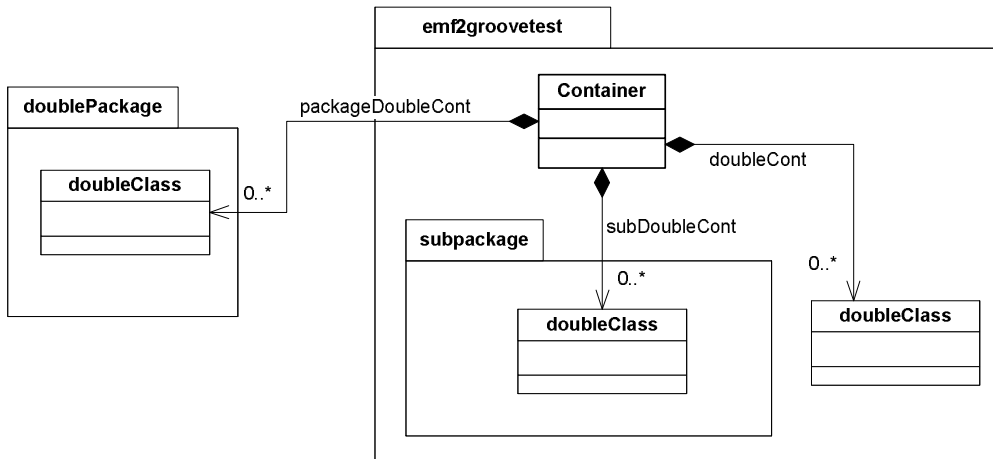 emf2groovetest
Container
doublePackage
packageDoubleCont
doubleCont
doubleClass
0..*
subDoubleCont
subpackage
0..*
0..*
doubleClass
doubleClass